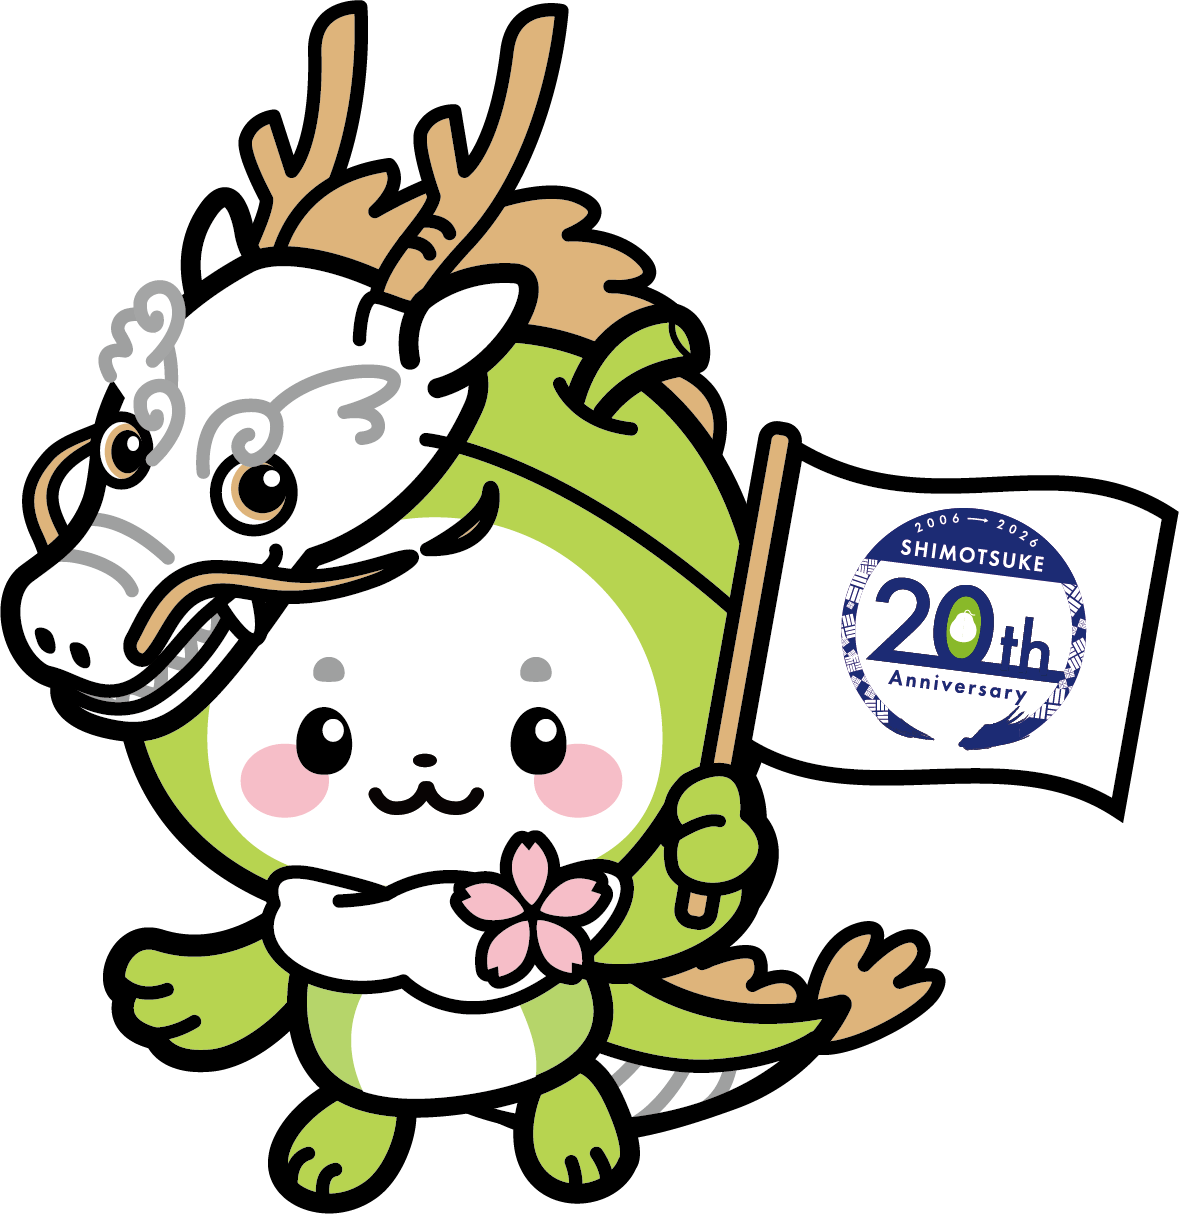 2006 → 2026
SHIMOTSUKE
20th
Anniversary